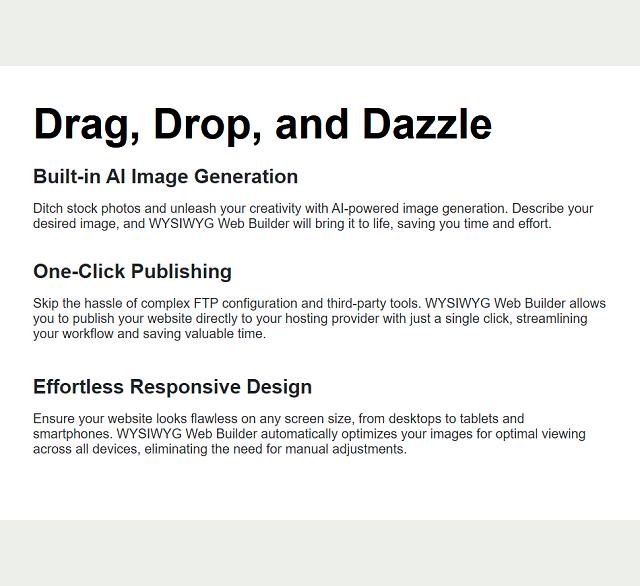 Drag, Drop, and Dazzle
Built-in AI Image Generation
Ditch stock photos and unleash your creativity with AI-powered image generation. Describe your
desired image, and WYSIWYG Web Builder will bring it to life, saving you time and effort.
One-Click Publishing
Skip the hassle of complex FTP configuration and third-party tools. WYSIWYG Web Builder allows
you to publish your website directly to your hosting provider with just a single click, streamlining
your workflow and saving valuable time.
Effortless Responsive Design
Ensure your website looks flawless on any screen size, from desktops to tablets and
smartphones. WYSIWYG Web Builder automatically optimizes your images for optimal viewing
across all devices, eliminating the need for manual adjustments.